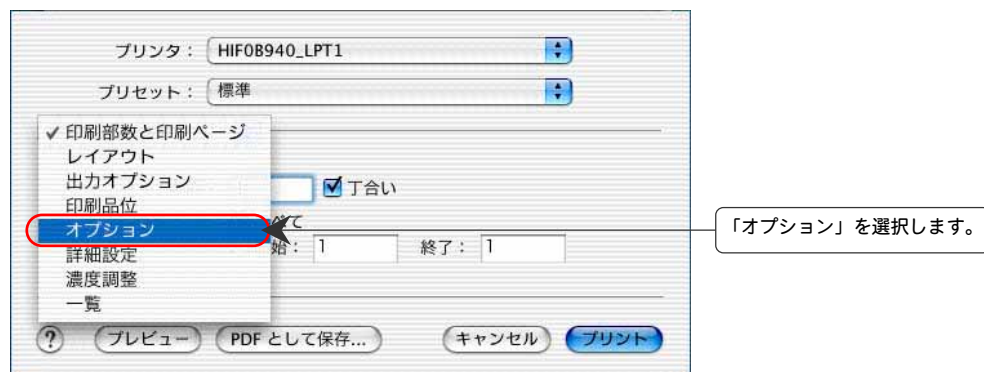 プリンタ： HIF0B940_LPT1
プリセット： 標準
✓ 印刷部数と印刷ページ
レイアウト
出力オプション
丁合い
印刷品位
オプション
「オプション」を選択します。
始： 1 終了： 1
詳細設定
濃度調整
一覧
? プレビュー PDF として保存... キャンセル プリント